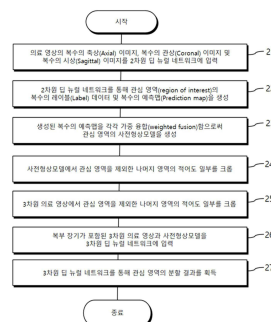 시작
의료 영상의 복수의 축상(Axial) 이미지, 복수의 관상(Coronal) 이미지 및
복수의 시상(Sagittal) 이미지를 2차원 딥 뉴럴 네트워크에 입력
2
2차원 딥 뉴럴 네트워크를 통해 관심 영역(region of interest)의
복수의 레이블(Label) 데이터 및 복수의 예측맵(Prediction map)을 생성
2
생성된 복수의 예측맵을 각각 가중 융합(weighted fusion)함으로써
관심 영역의 사전형상모델을 생성
2
사전형상모델에서 관심 영역을 제외한 나머지 영역의 적어도 일부를 크롭
24
3차원 의료 영상에서 관심 영역을 제외한 나머지 영역의 적어도 일부를 크롭
25
복부 장기가 포함된 3차원 의료 영상과 사전형상모델을
3차원 딥 뉴럴 네트워크에 입력
26
3차원 딥 뉴럴 네트워크를 통해 관심 영역의 분할 결과를 획득
27
종료